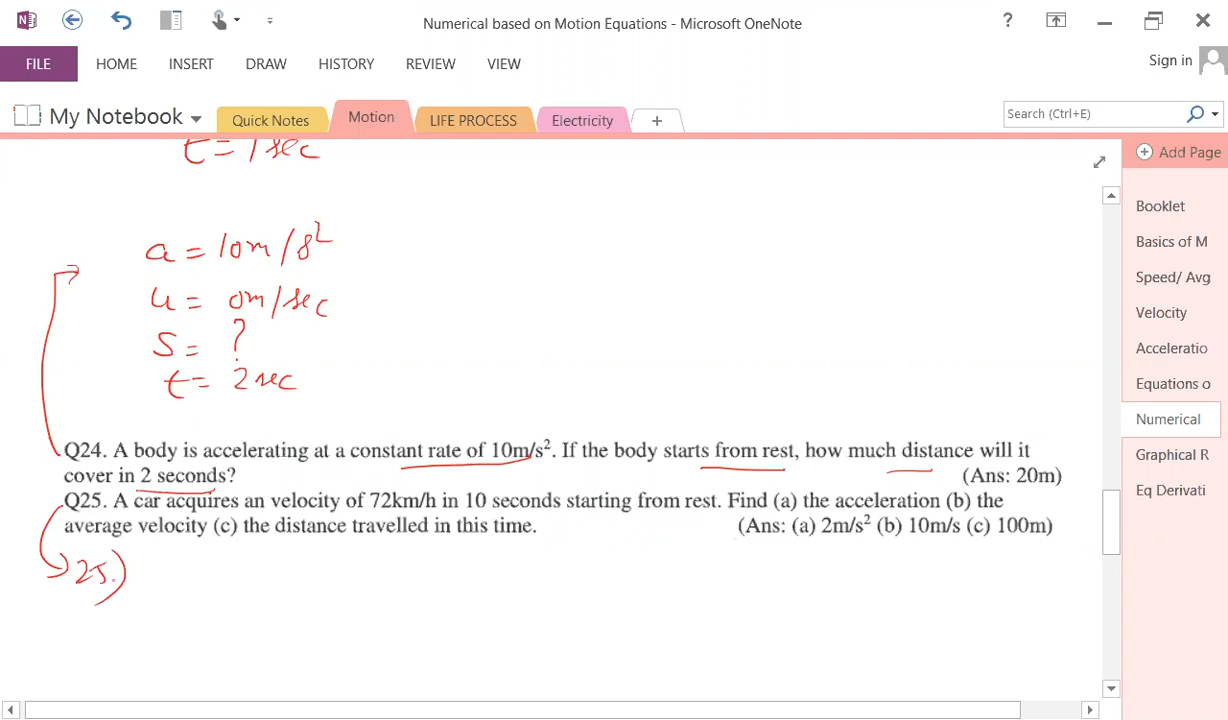 Numerical based on Motion Equations - Microsoft OneNote
?
FILE HOME INSERT DRAW HISTORY REVIEW VIEW
Sign in
My Notebook
Quick Notes Motion LIFE PROCESS Electricity +
Search (Ctrl+E)
Add Page
Booklet
Basics of M
Speed/ Avg
Velocity
Acceleratio
Equations o
Numerical
Graphical R
Eq Derivati
t = 1 sec
a = 10m/s²
u = 0m/sec
S = ?
t = 2 sec
Q24. A body is accelerating at a constant rate of 10m/s². If the body starts from rest, how much distance will it
cover in 2 seconds? (Ans: 20m)
Q25. A car acquires an velocity of 72km/h in 10 seconds starting from rest. Find (a) the acceleration (b) the
average velocity (c) the distance travelled in this time. (Ans: (a) 2m/s² (b) 10m/s (c) 100m)
25.)